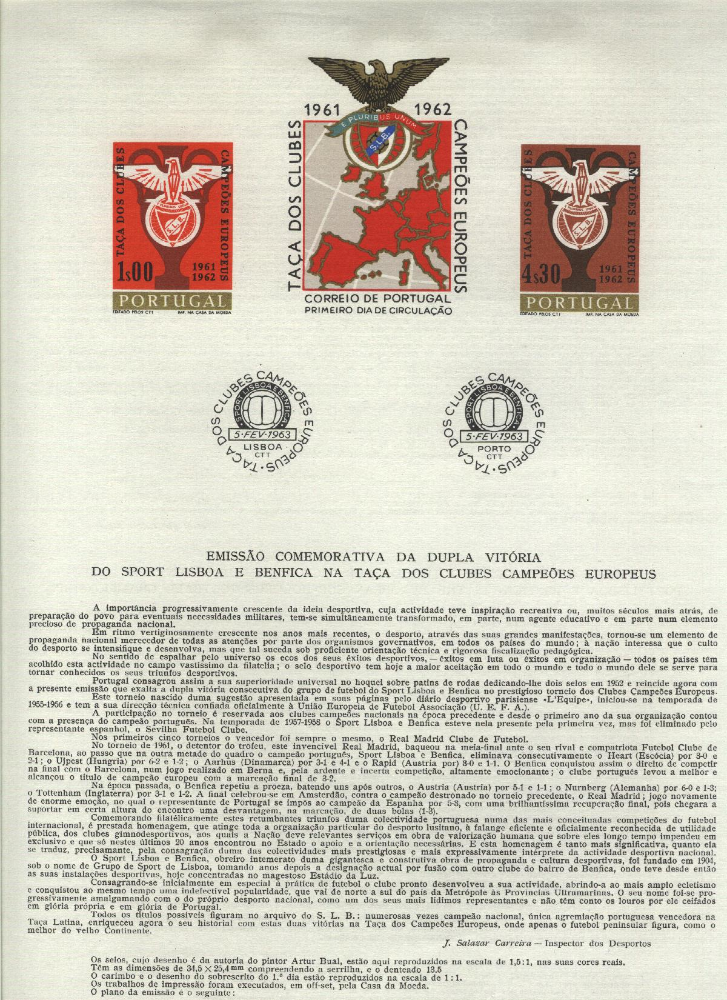 1961 1962
E PLURIBUS UNUM
S.L.B.
TAÇA DOS CLUBES
CAMPEÕES EUROPEUS
CORREIO DE PORTUGAL
PRIMEIRO DIA DE CIRCULAÇÃO
TAÇA DOS CLUBES
CAMPEÕES EUROPEUS
E PLURIBUS UNUM
S.L.B.
1$00
1961
1962
PORTUGAL
EDITADO PELOS CTT IMP. NA CASA DA MOEDA
TAÇA DOS CLUBES
CAMPEÕES EUROPEUS
E PLURIBUS UNUM
S.L.B.
4$30
1961
1962
PORTUGAL
EDITADO PELOS CTT IMP. NA CASA DA MOEDA
TAÇA DOS CLUBES CAMPEÕES EUROPEUS
SPORT LISBOA E BENFICA
5·FEV·1963
LISBOA
CTT
TAÇA DOS CLUBES CAMPEÕES EUROPEUS
SPORT LISBOA E BENFICA
5·FEV·1963
PORTO
CTT
EMISSÃO COMEMORATIVA DA DUPLA VITÓRIA
DO SPORT LISBOA E BENFICA NA TAÇA DOS CLUBES CAMPEÕES EUROPEUS
A importância progressivamente crescente da ideia desportiva, cuja actividade teve inspiração recreativa ou, muitos séculos mais atrás, de
preparação do povo para eventuais necessidades militares, tem-se simultâneamente transformado, em parte, num agente educativo e em parte num elemento
precioso de propaganda nacional.
Em ritmo vertiginosamente crescente nos anos mais recentes, o desporto, através das suas grandes manifestações, tornou-se um elemento de
propaganda nacional merecedor de todas as atenções por parte dos organismos governativos, em todos os países do mundo; à nação interessa que o culto
do desporto se intensifique e desenvolva, mas que tal suceda sob proficiente orientação técnica e rigorosa fiscalização pedagógica.
No sentido de espalhar pelo universo os ecos dos seus êxitos desportivos, — êxitos em luta ou êxitos em organização — todos os países têm
acolhido esta actividade no campo vastíssimo da filatelia; o selo desportivo tem hoje a maior aceitação em todo o mundo e todo o mundo dele se serve para
tornar conhecidos os seus triunfos desportivos.
Portugal consagrou assim a sua superioridade universal no hoquei sobre patins de rodas dedicando-lhe dois selos em 1952 e reincide agora com
a presente emissão que exalta a dupla vitória consecutiva do grupo de futebol do Sport Lisboa e Benfica no prestigioso torneio dos Clubes Campeões Europeus.
Este torneio nascido duma sugestão apresentada em suas páginas pelo diário desportivo parisiense «L'Equipe», iniciou-se na temporada de
1955-1956 e tem a sua direcção técnica confiada oficialmente à União Europeia de Futebol Associação (U. E. F. A.).
A participação no torneio é reservada aos clubes campeões nacionais na época precedente e desde o primeiro ano da sua organização contou
com a presença do campeão português. Na temporada de 1957-1958 o Sport Lisboa e Benfica esteve nela presente pela primeira vez, mas foi eliminado pelo
representante espanhol, o Sevilha Futebol Clube.
Nos primeiros cinco torneios o vencedor foi sempre o mesmo, o Real Madrid Clube de Futebol.
No torneio de 1961, o detentor do trofeu, este invencível Real Madrid, baqueou na meia-final ante o seu rival e compatriota Futebol Clube de
Barcelona, ao passo que na outra metade do quadro o campeão português, Sport Lisboa e Benfica, eliminava consecutivamente o Heart (Escócia) por 3-0 e
2-1; o Ujpest (Hungria) por 6-2 e 1-2; o Aarhus (Dinamarca) por 3-1 e 4-1 e o Rapid (Austria por) 3-0 e 1-1. O Benfica conquistou assim o direito de competir
na final com o Barcelona, num jogo realizado em Berna e, pela ardente e incerta competição, altamente emocionante; o clube português levou a melhor e
alcançou o título de campeão europeu com a marcação final de 3-2.
Na época passada, o Benfica repetiu a proeza, batendo uns após outros, o Austria (Austria) por 5-1 e 1-1; o Nurnberg (Alemanha) por 6-0 e 1-3;
o Tottenham (Inglaterra) por 3-1 e 1-2. A final celebrou-se em Amsterdão, contra o campeão destronado no torneio precedente, o Real Madrid; jogo novamente
de enorme emoção, no qual o representante de Portugal se impôs ao campeão da Espanha por 5-3, com uma brilhantíssima recuperação final, pois chegara a
suportar em certa altura do encontro uma desvantagem, na marcação, de duas bolas (1-3).
Comemorando filatélicamente estes retumbantes triunfos duma colectividade portuguesa numa das mais conceituadas competições do futebol
internacional, é prestada homenagem, que atinge toda a organização particular do desporto lusitano, à falange eficiente e oficialmente reconhecida de utilidade
pública, dos clubes gimnodesportivos, aos quais a Nação deve relevantes serviços em obra de valorização humana que sobre eles longo tempo impendeu em
exclusivo e que só nestes últimos 20 anos encontrou no Estado o apoio e a orientação necessárias. E esta homenagem é tanto mais significativa, quanto ela
se traduz, precisamante, pela consagração duma das colectividades mais prestigiosas e mais expressivamente intérprete da actividade desportiva nacional.
O Sport Lisboa e Benfica, obreiro intemerato duma gigantesca e construtiva obra de propaganda e cultura desportivas, foi fundado em 1904,
sob o nome de Grupo de Sport de Lisboa, tomando anos depois a designação actual por fusão com outro clube do bairro de Benfica, onde teve desde então
as suas instalações desportivas, hoje concentradas no magestoso Estádio da Luz.
Consagrando-se inicialmente em especial à prática de futebol o clube pronto desenvolveu a sua actividade, abrindo-a ao mais amplo ecletismo
e conquistou ao mesmo tempo uma indefectível popularidade, que vai de norte a sul do país da Metrópole às Províncias Ultramarinas. O seu nome foi-se pro-
gressivamente amalgamando com o do próprio desporto nacional, como um dos seus mais lídimos representantes e não têm conto os louros por ele ceifados
em glória própria e em glória de Portugal.
Todos os títulos possíveis figuram no arquivo do S. L. B.: numerosas vezes campeão nacional, única agremiação portuguesa vencedora na
Taça Latina, enriqueceu agora o seu historial com estas duas vitórias na Taça dos Campeões Europeus, onde apenas o futebol peninsular figura, como o
melhor do velho Continente.
J. Salazar Carreira — Inspector dos Desportos
Os selos, cujo desenho é da autoria do pintor Artur Bual, estão aqui reproduzidos na escala de 1,5:1, nas suas cores reais.
Têm as dimensões de 34,5 × 25,4 mm compreendendo a serrilha, e o denteado 13,5
O carimbo e o desenho do sobrescrito do 1.º dia estão reproduzidos na escala de 1:1.
Os trabalhos de impressão foram executados, em off-set, pela Casa da Moeda.
O plano da emissão é o seguinte: